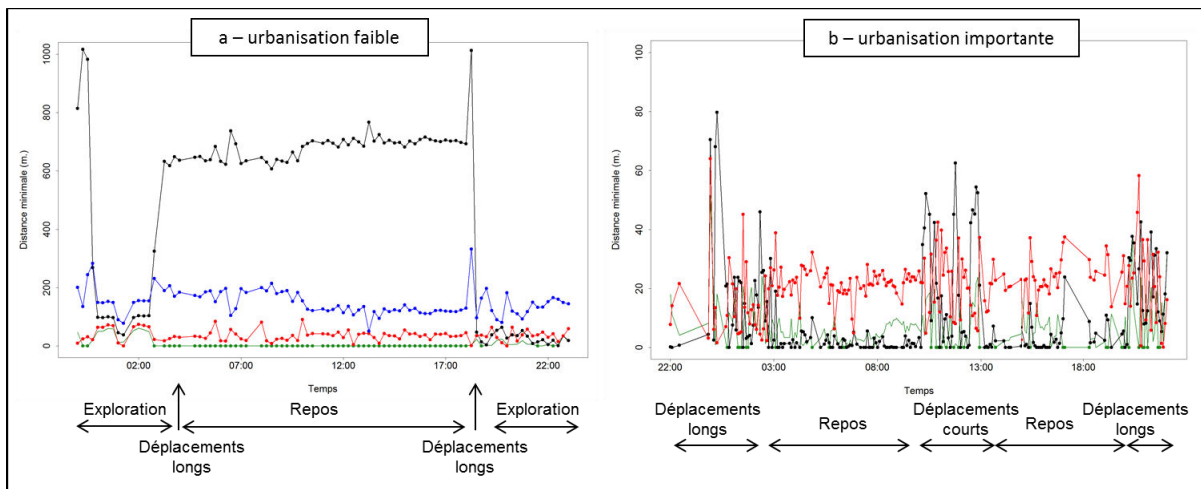 a – urbanisation faible
b – urbanisation importante
Distance minimale (m.)
1000
800
600
400
200
0
02:00
07:00
12:00
17:00
22:00
Temps
Exploration
Repos
Exploration
Déplacements
longs
Déplacements
longs
Distance minimale (m.)
100
80
60
40
20
0
22:00
03:00
08:00
13:00
18:00
Temps
Déplacements
longs
Repos
Déplacements
courts
Repos
Déplacements
longs